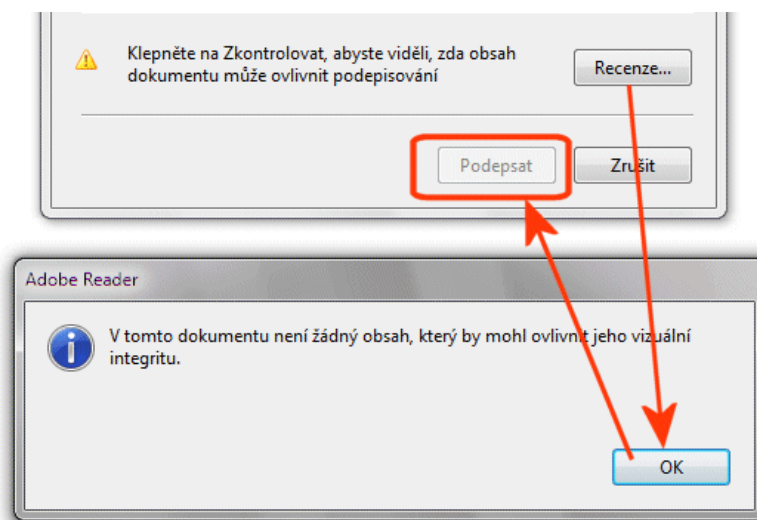 Klepněte na Zkontrolovat, abyste viděli, zda obsah
dokumentu může ovlivnit podepisování
Recenze...
Podepsat
Zrušit
Adobe Reader
V tomto dokumentu není žádný obsah, který by mohl ovlivnit jeho vizuální
integritu.
OK